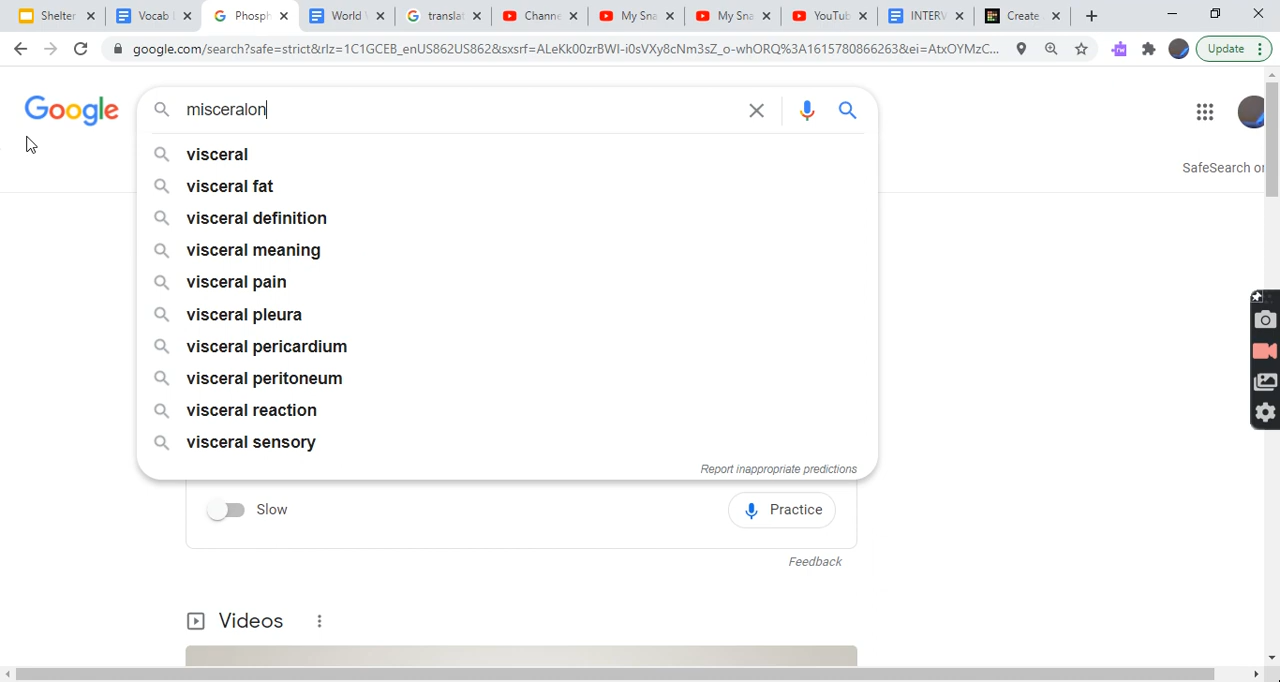 Shelter
Vocab L
Phosph
World V
translat
Channe
My Sna
My Sna
YouTub
INTERV
Create
google.com/search?safe=strict&rlz=1C1GCEB_enUS862US862&sxsrf=ALeKk00zrBWI-i0sVXy8cNm3sZ_o-whORQ%3A1615780866263&ei=AtxOYMzC...
Update
Google
misceralon
SafeSearch or
visceral
visceral fat
visceral definition
visceral meaning
visceral pain
visceral pleura
visceral pericardium
visceral peritoneum
visceral reaction
visceral sensory
Report inappropriate predictions
Slow
Practice
Feedback
Videos